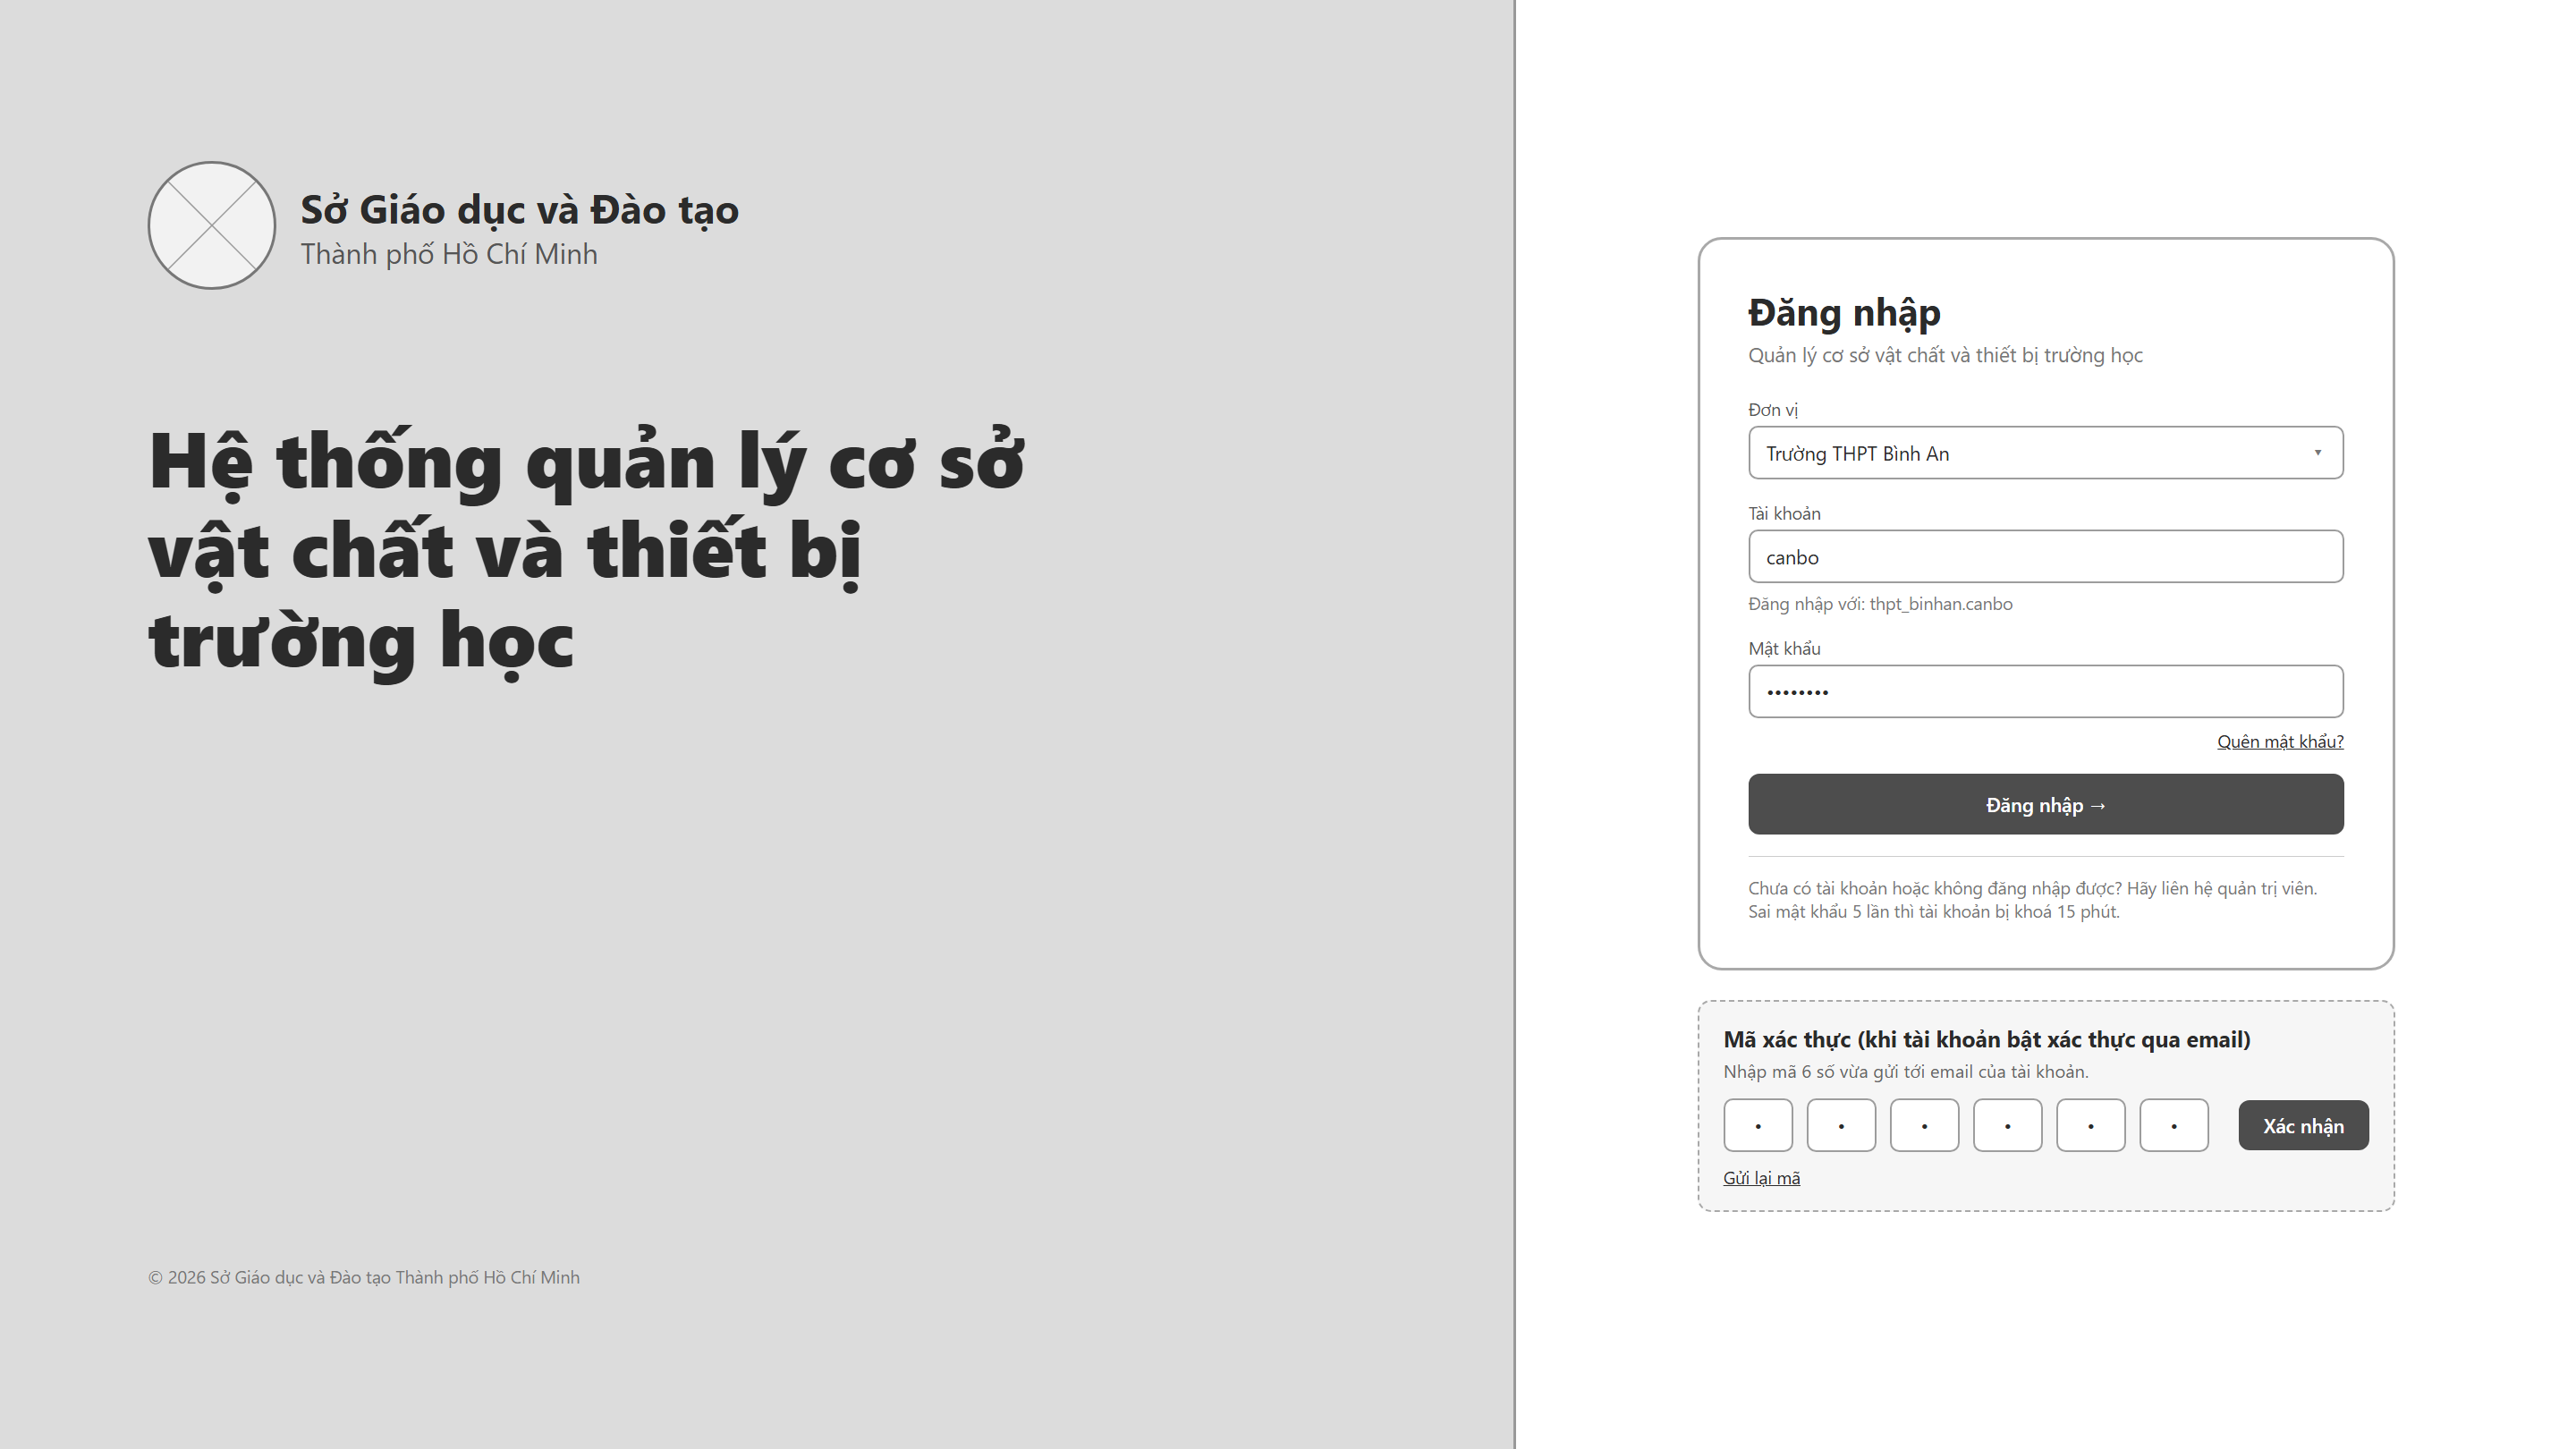 Sở Giáo dục và Đào tạo
Thành phố Hồ Chí Minh
Hệ thống quản lý cơ sở
vật chất và thiết bị
trường học
© 2026 Sở Giáo dục và Đào tạo Thành phố Hồ Chí Minh
Đăng nhập
Quản lý cơ sở vật chất và thiết bị trường học
Đơn vị
Trường THPT Bình An
Tài khoản
canbo
Đăng nhập với: thpt_binhan.canbo
Mật khẩu
••••••••
Quên mật khẩu?
Đăng nhập →
Chưa có tài khoản hoặc không đăng nhập được? Hãy liên hệ quản trị viên.
Sai mật khẩu 5 lần thì tài khoản bị khoá 15 phút.
Mã xác thực (khi tài khoản bật xác thực qua email)
Nhập mã 6 số vừa gửi tới email của tài khoản.
• • • • • • Xác nhận
Gửi lại mã